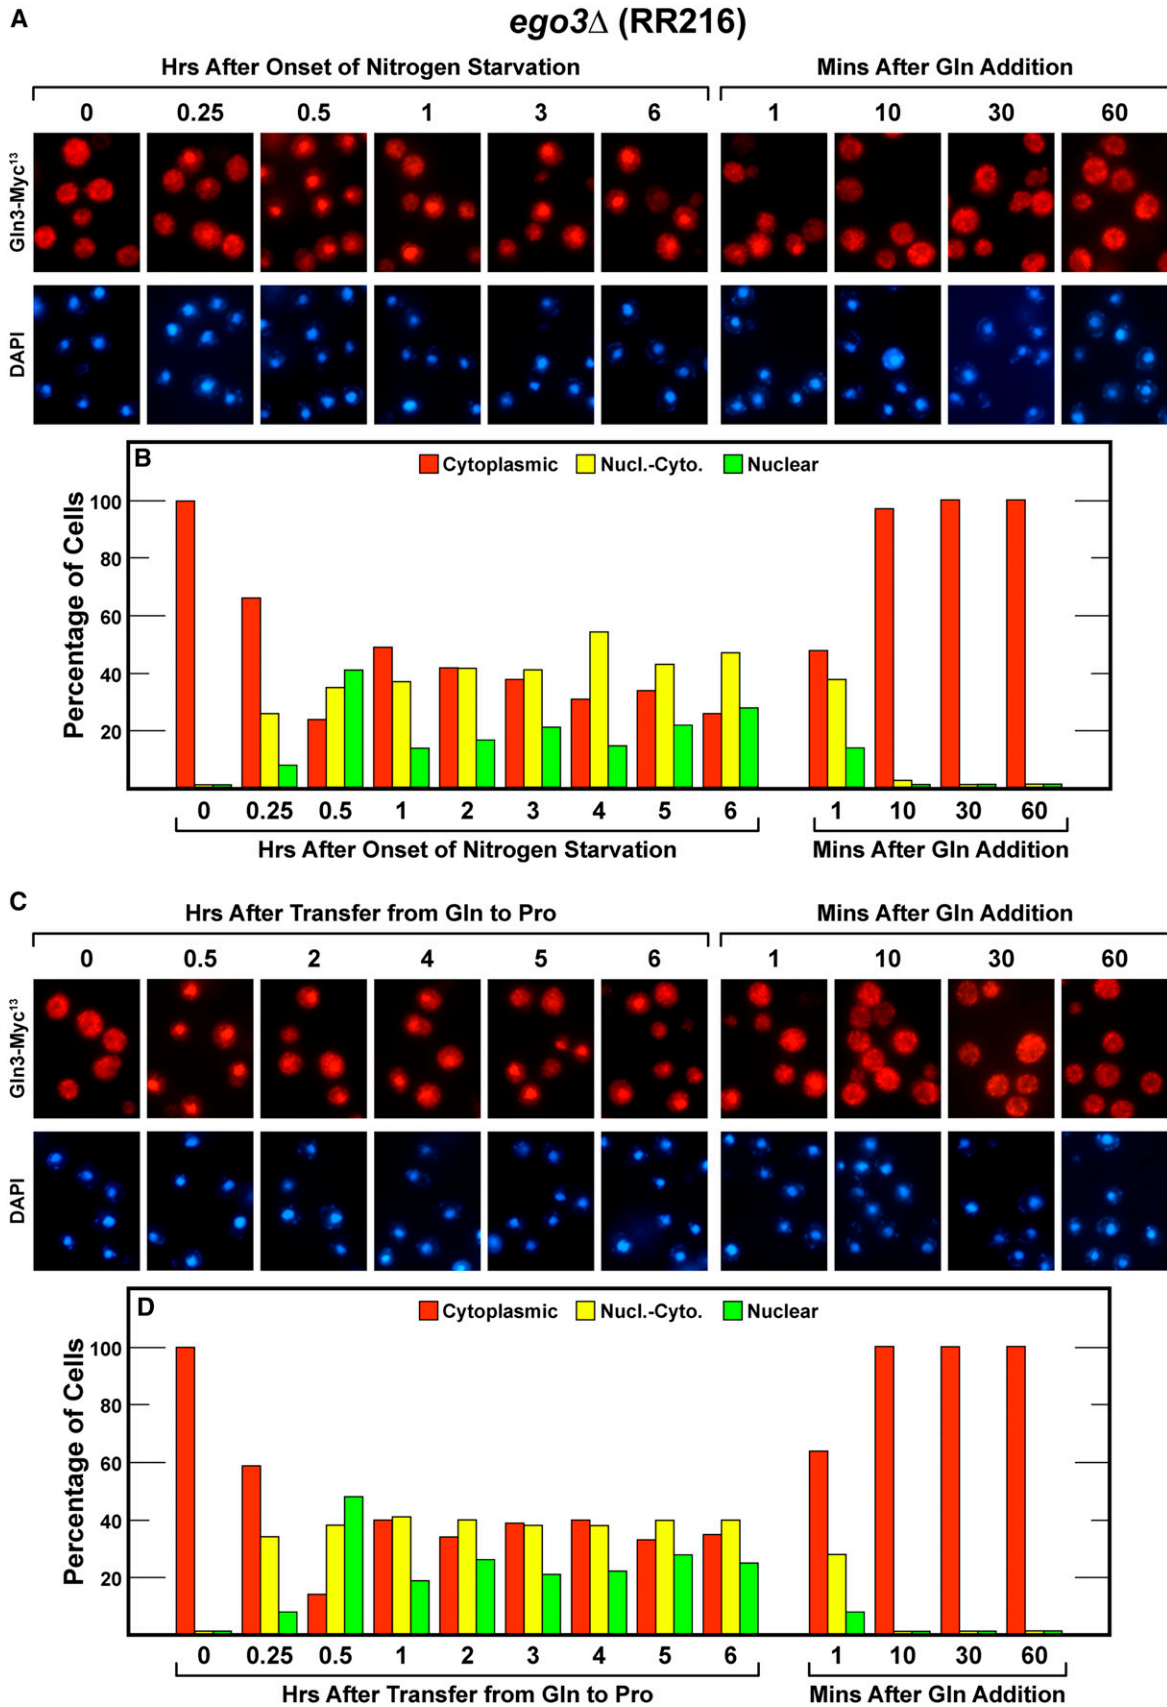 A
ego3Δ (RR216)
Hrs After Onset of Nitrogen Starvation
Mins After Gln Addition
0 0.25 0.5 1 3 6 1 10 30 60
Gln3-Myc¹³
DAPI
B
Cytoplasmic Nucl.-Cyto. Nuclear
Percentage of Cells
100
80
60
40
20
0 0.25 0.5 1 2 3 4 5 6 1 10 30 60
Hrs After Onset of Nitrogen Starvation
Mins After Gln Addition
C
Hrs After Transfer from Gln to Pro
Mins After Gln Addition
0 0.5 2 4 5 6 1 10 30 60
Gln3-Myc¹³
DAPI
D
Cytoplasmic Nucl.-Cyto. Nuclear
Percentage of Cells
100
80
60
40
20
0 0.25 0.5 1 2 3 4 5 6 1 10 30 60
Hrs After Transfer from Gln to Pro
Mins After Gln Addition